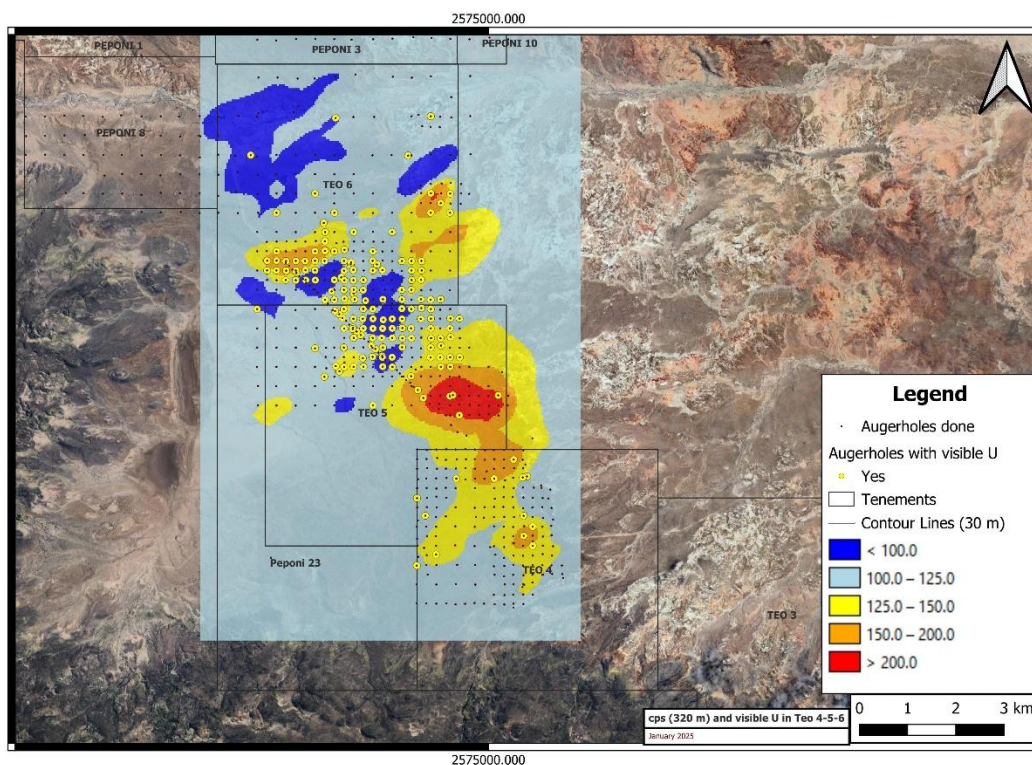 2575000.000
PEPONI 1
PEPONI 3
PEPONI 10
PEPONI 8
TEO 6
TEO 5
Peponi 23
TEO 4
TEO 3
Legend
Augerholes done
Augerholes with visible U
Yes
Tenements
Contour Lines (30 m)
< 100.0
100.0 – 125.0
125.0 – 150.0
150.0 – 200.0
> 200.0
cps (320 m) and visible U in Teo 4-5-6
January 2025
0 1 2 3 km
2575000.000